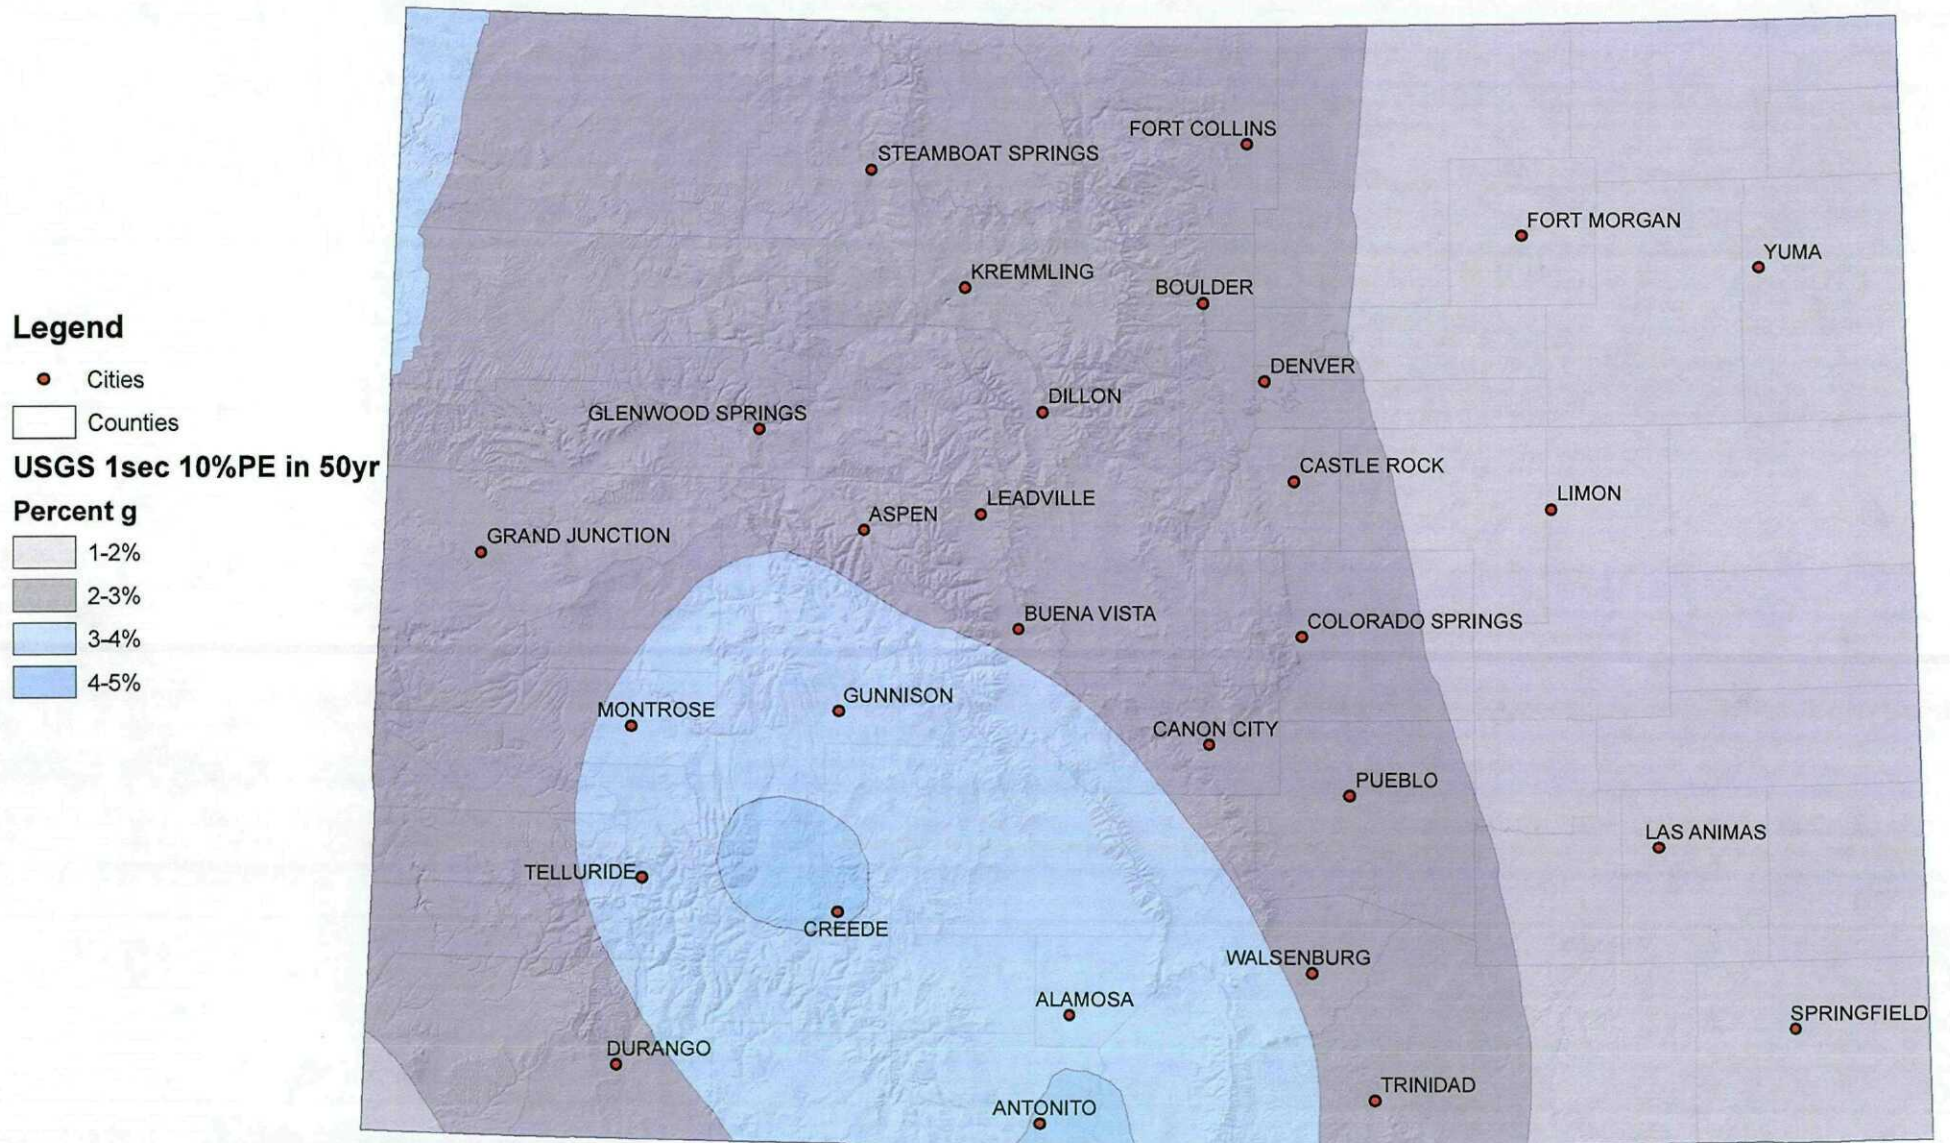 Legend
Cities
Counties
USGS 1sec 10%PE in 50yr
Percent g
1-2%
2-3%
3-4%
4-5%
FORT COLLINS
STEAMBOAT SPRINGS
FORT MORGAN
YUMA
KREMMLING
BOULDER
DENVER
DILLON
GLENWOOD SPRINGS
CASTLE ROCK
LIMON
LEADVILLE
ASPEN
GRAND JUNCTION
BUENA VISTA
COLORADO SPRINGS
GUNNISON
MONTROSE
CANON CITY
PUEBLO
LAS ANIMAS
TELLURIDE
CREEDE
WALSENBURG
ALAMOSA
SPRINGFIELD
DURANGO
TRINIDAD
ANTONITO